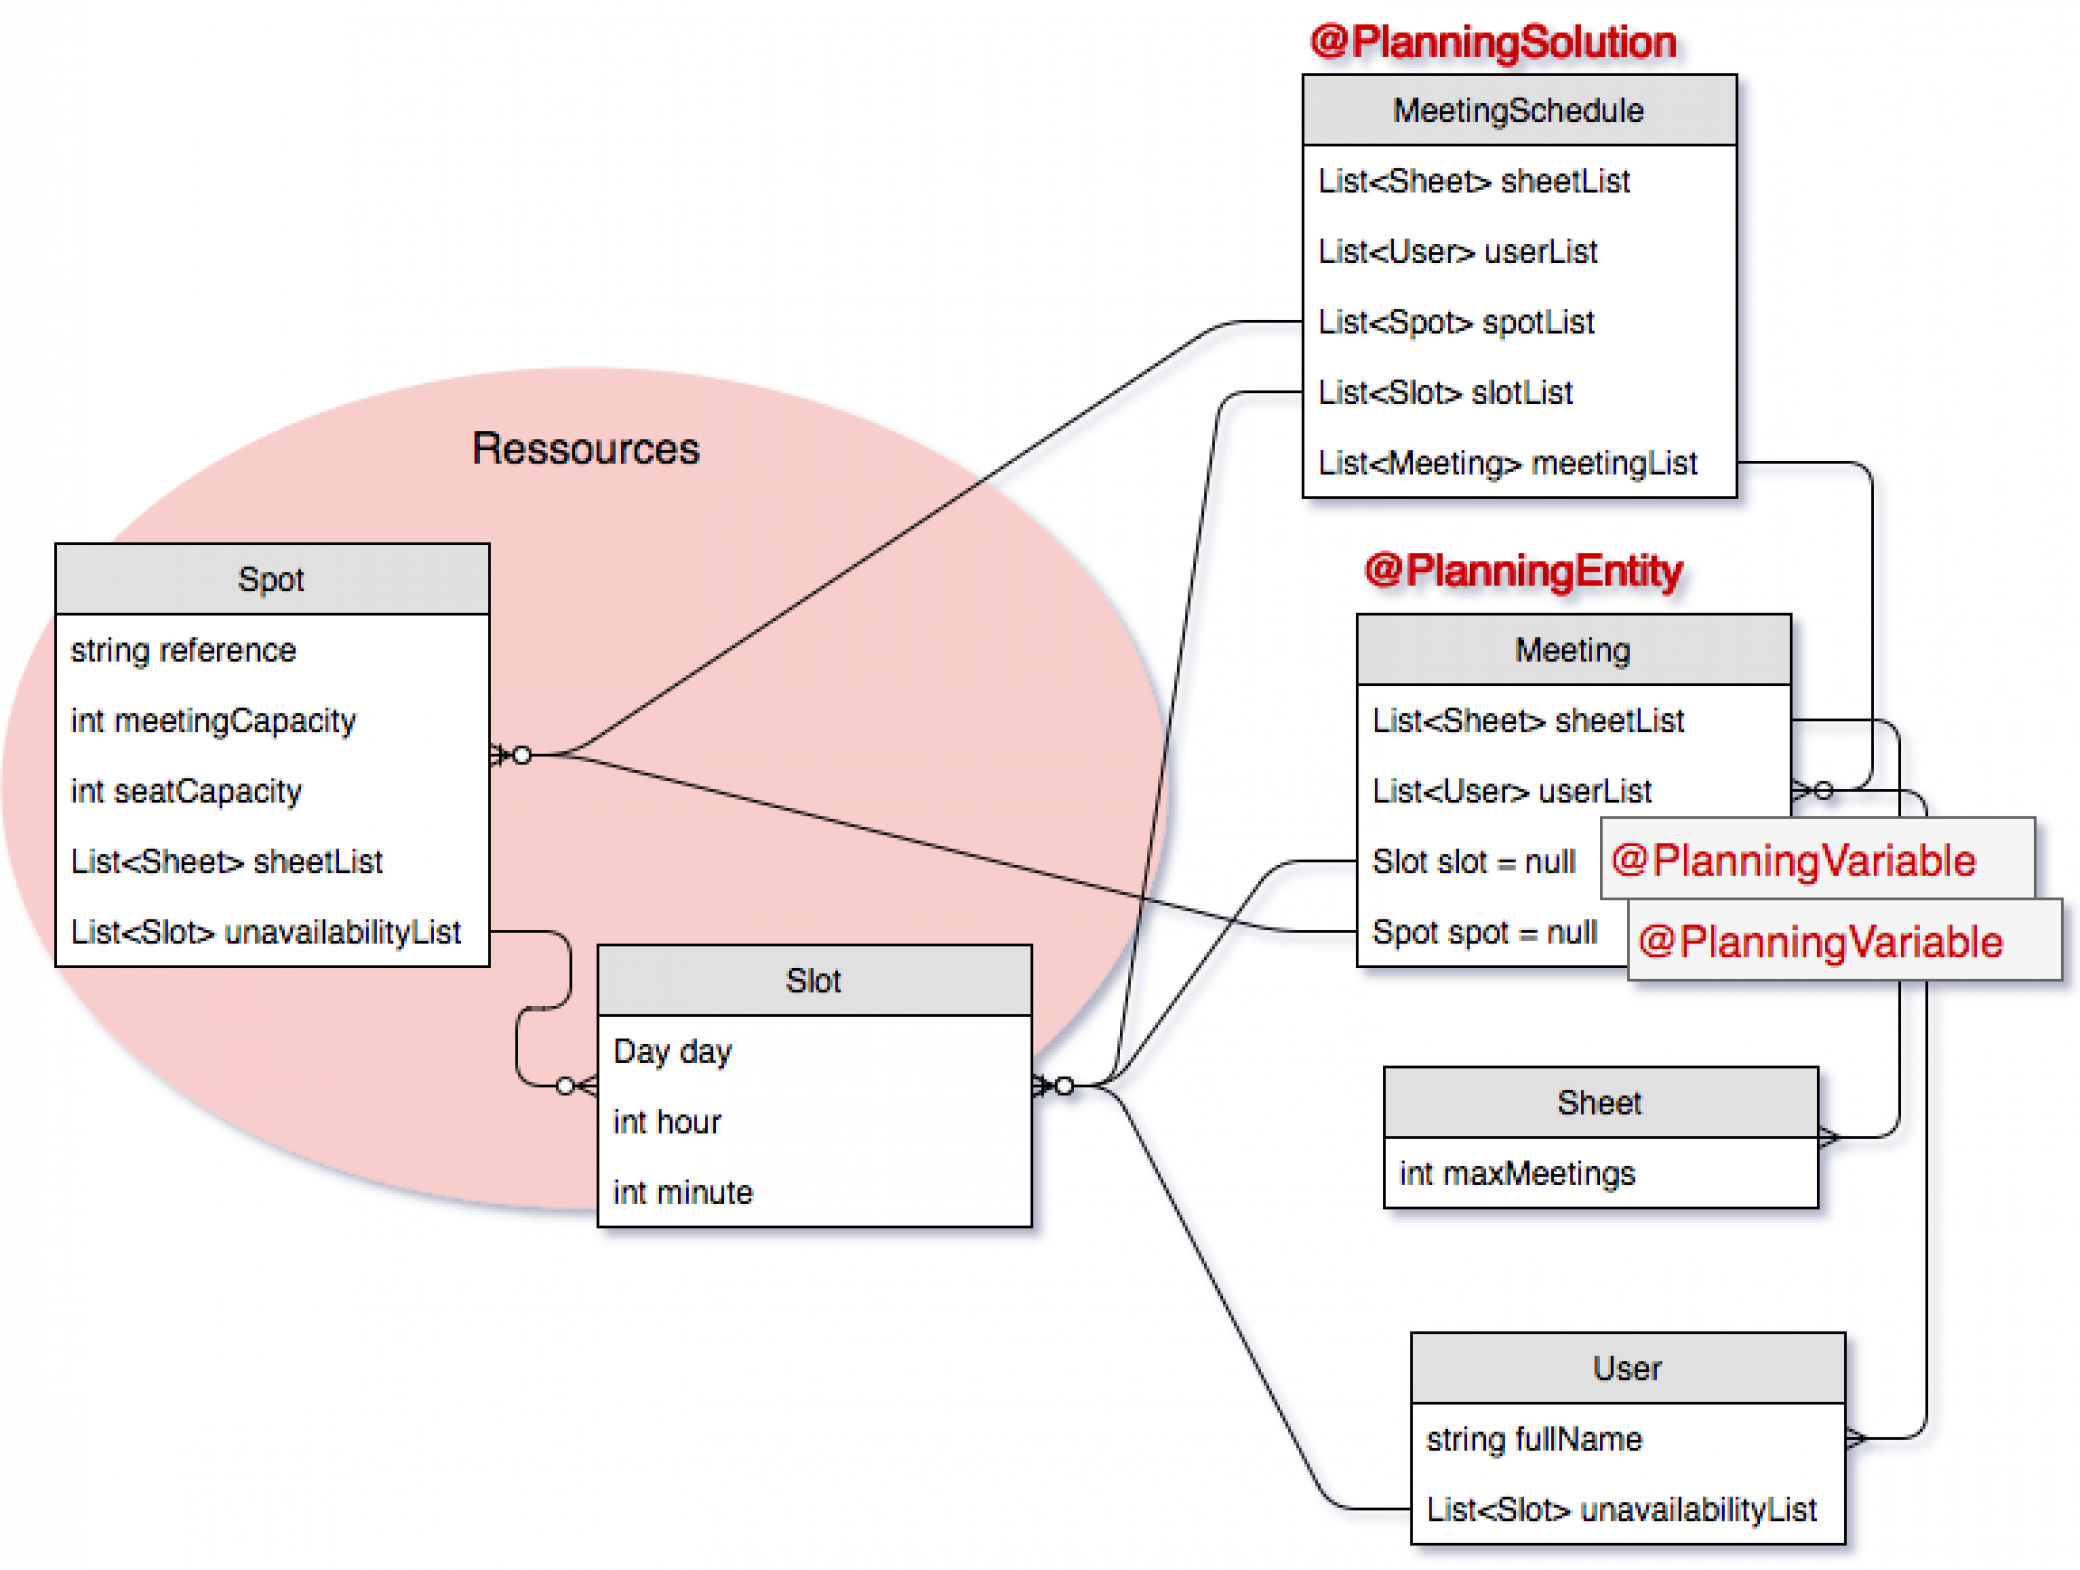 @PlanningSolution
MeetingSchedule
List<Sheet> sheetList
List<User> userList
List<Spot> spotList
List<Slot> slotList
List<Meeting> meetingList
Ressources
Spot
string reference
int meetingCapacity
int seatCapacity
List<Sheet> sheetList
List<Slot> unavailabilityList
Slot
Day day
int hour
int minute
@PlanningEntity
Meeting
List<Sheet> sheetList
List<User> userList
Slot slot = null @PlanningVariable
Spot spot = null @PlanningVariable
Sheet
int maxMeetings
User
string fullName
List<Slot> unavailabilityList